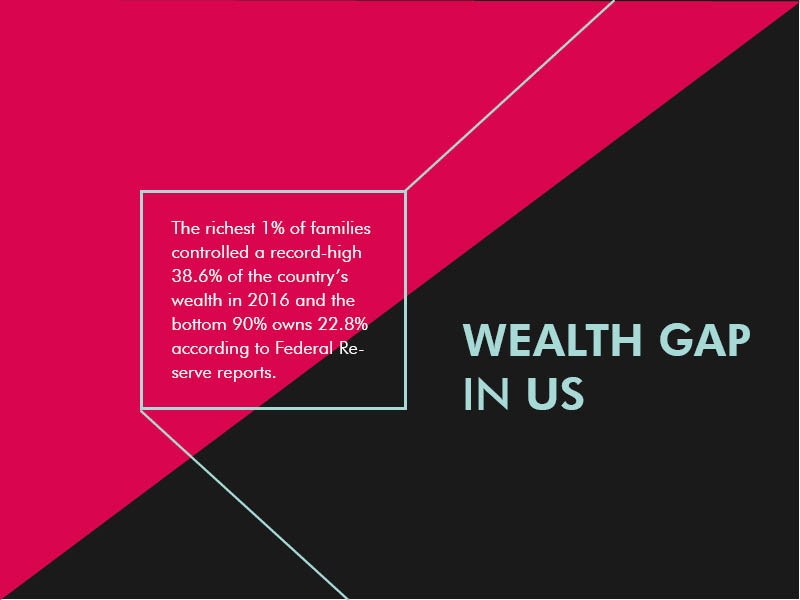 The richest 1% of families
controlled a record-high
38.6% of the country’s
wealth in 2016 and the
bottom 90% owns 22.8%
according to Federal Re-
serve reports.
WEALTH GAP
IN US